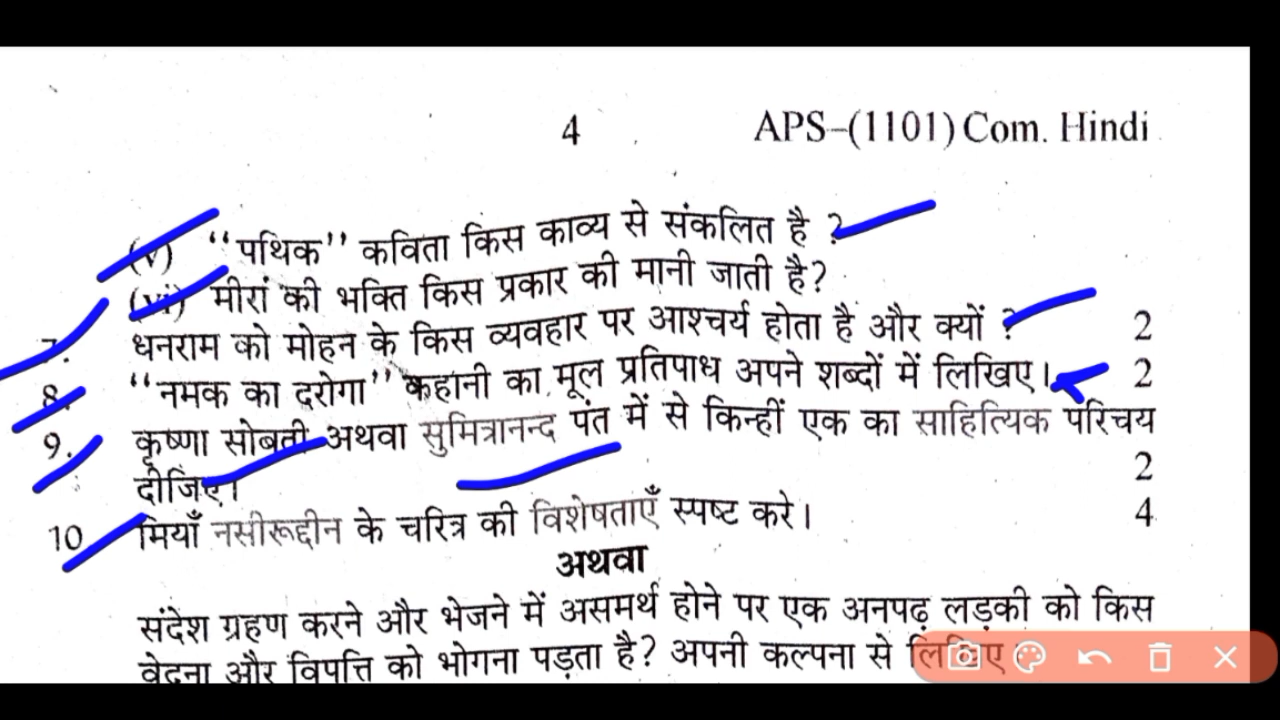 4 APS–(1101) Com. Hindi
(v) “पथिक” कविता किस काव्य से संकलित है ?
(vi) मीरां की भक्ति किस प्रकार की मानी जाती है?
7. धनराम को मोहन के किस व्यवहार पर आश्चर्य होता है और क्यों ? 2
8. “नमक का दरोगा” कहानी का मूल प्रतिपाध अपने शब्दों में लिखिए। 2
9. कृष्णा सोबती अथवा सुमित्रानन्द पंत में से किन्हीं एक का साहित्यिक परिचय
दीजिए। 2
10 मियाँ नसीरूद्दीन के चरित्र की विशेषताएँ स्पष्ट करे। 4
अथवा
संदेश ग्रहण करने और भेजने में असमर्थ होने पर एक अनपढ़ लड़की को किस
वेदना और विपत्ति को भोगना पड़ता है? अपनी कल्पना से लिखिए।